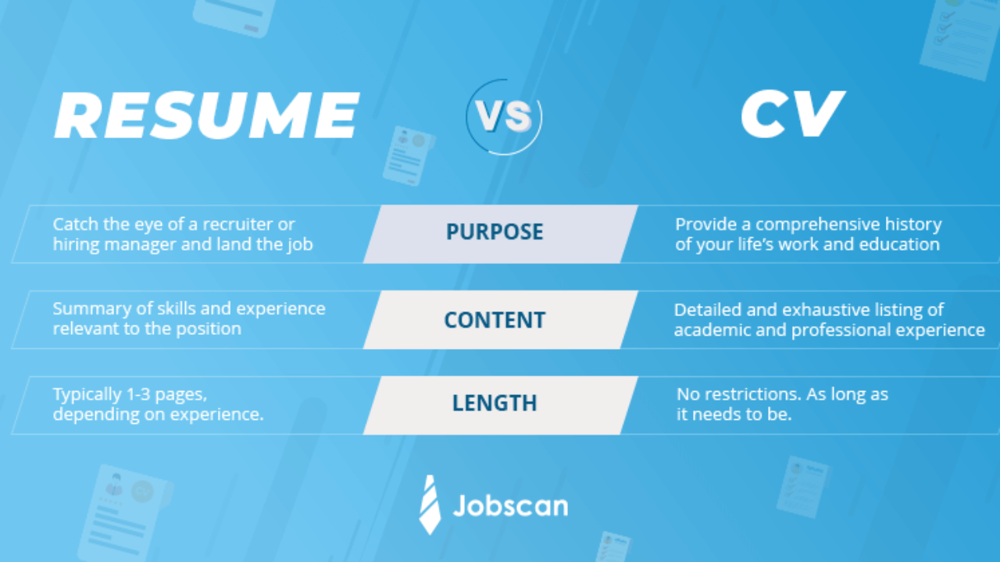 RESUME
VS
CV
Catch the eye of a recruiter or
hiring manager and land the job
PURPOSE
Provide a comprehensive history
of your life's work and education
Summary of skills and experience
relevant to the position
CONTENT
Detailed and exhaustive listing of
academic and professional experience
Typically 1-3 pages,
depending on experience.
LENGTH
No restrictions. As long as
it needs to be.
CV
Jobscan